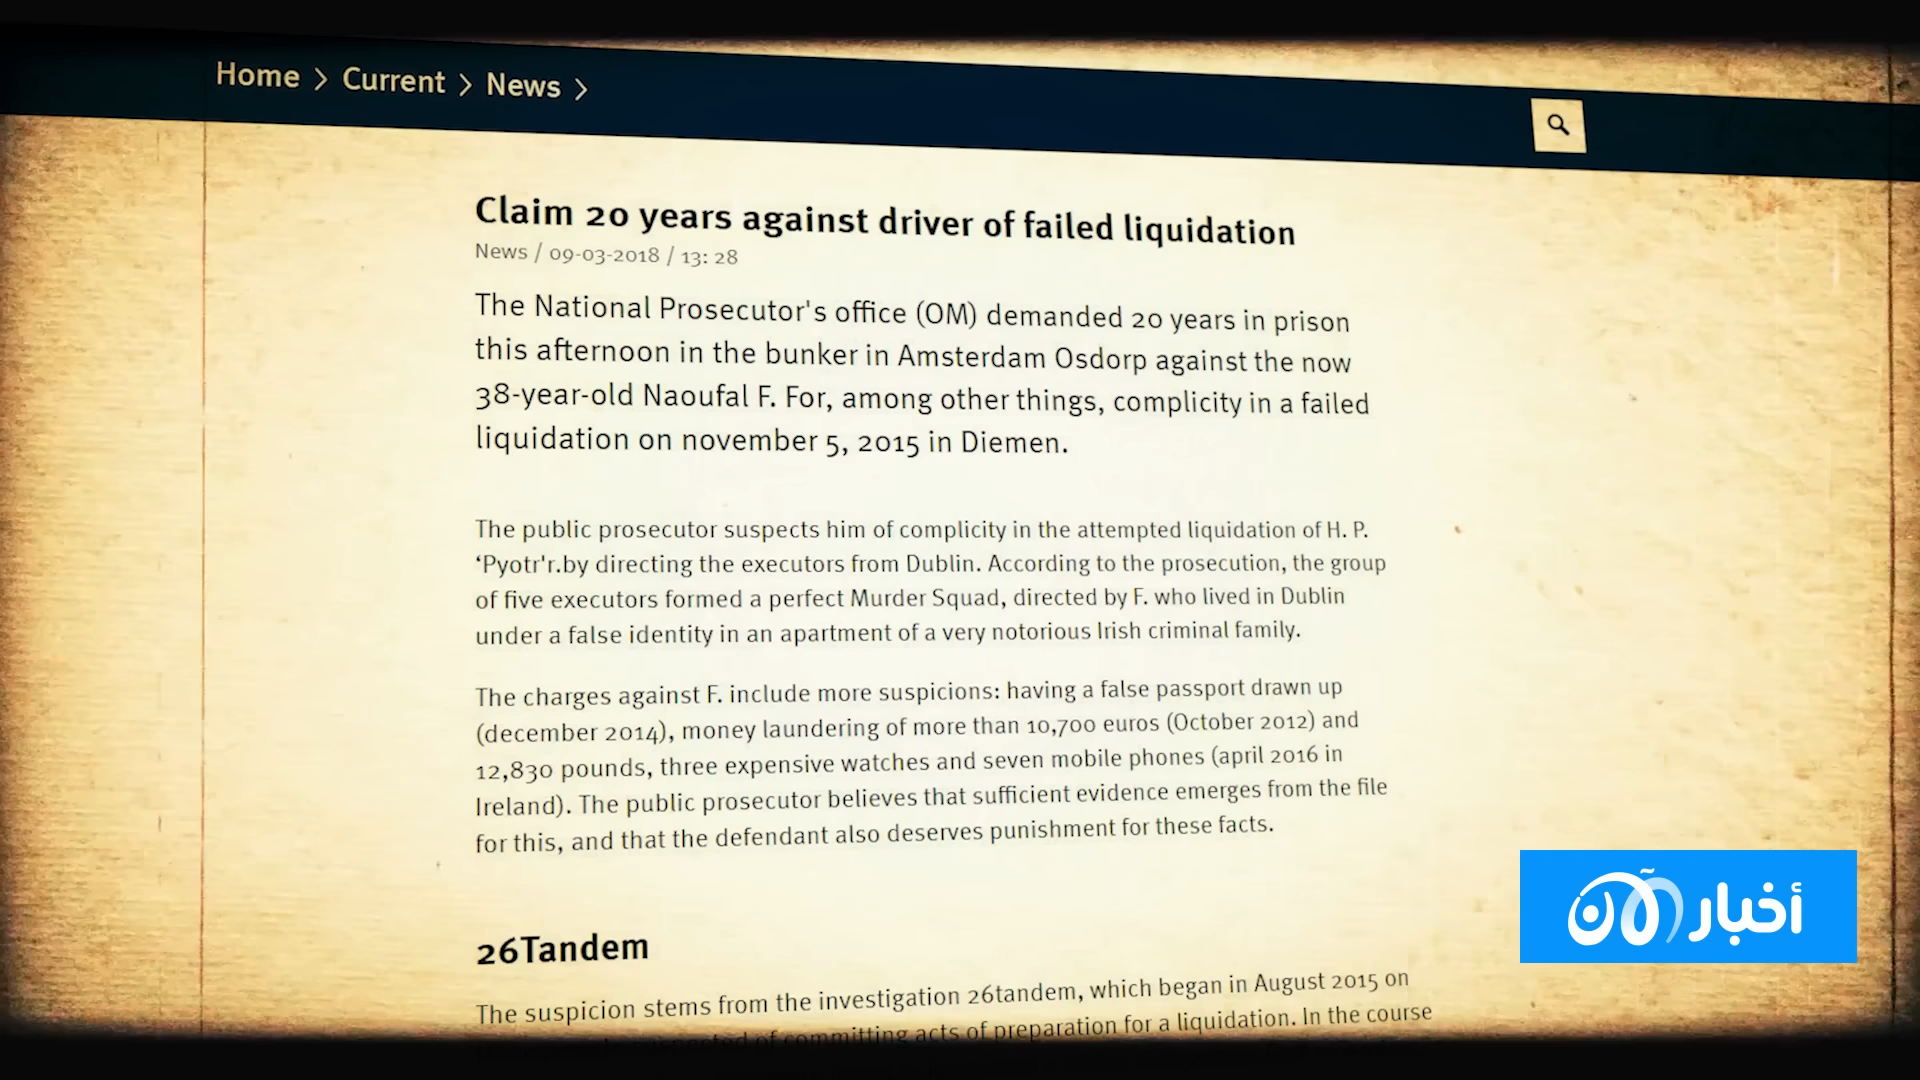 Home > Current > News >
Claim 20 years against driver of failed liquidation
News / 09-03-2018 / 13: 28
The National Prosecutor's office (OM) demanded 20 years in prison
this afternoon in the bunker in Amsterdam Osdorp against the now
38-year-old Naoufal F. For, among other things, complicity in a failed
liquidation on november 5, 2015 in Diemen.
The public prosecutor suspects him of complicity in the attempted liquidation of H. P.
‘Pyotr'r.by directing the executors from Dublin. According to the prosecution, the group
of five executors formed a perfect Murder Squad, directed by F. who lived in Dublin
under a false identity in an apartment of a very notorious Irish criminal family.
The charges against F. include more suspicions: having a false passport drawn up
(december 2014), money laundering of more than 10,700 euros (October 2012) and
12,830 pounds, three expensive watches and seven mobile phones (april 2016 in
Ireland). The public prosecutor believes that sufficient evidence emerges from the file
for this, and that the defendant also deserves punishment for these facts.
أخبار الآن
26Tandem
The suspicion stems from the investigation 26tandem, which began in August 2015 on
of committing acts of preparation for a liquidation. In the course